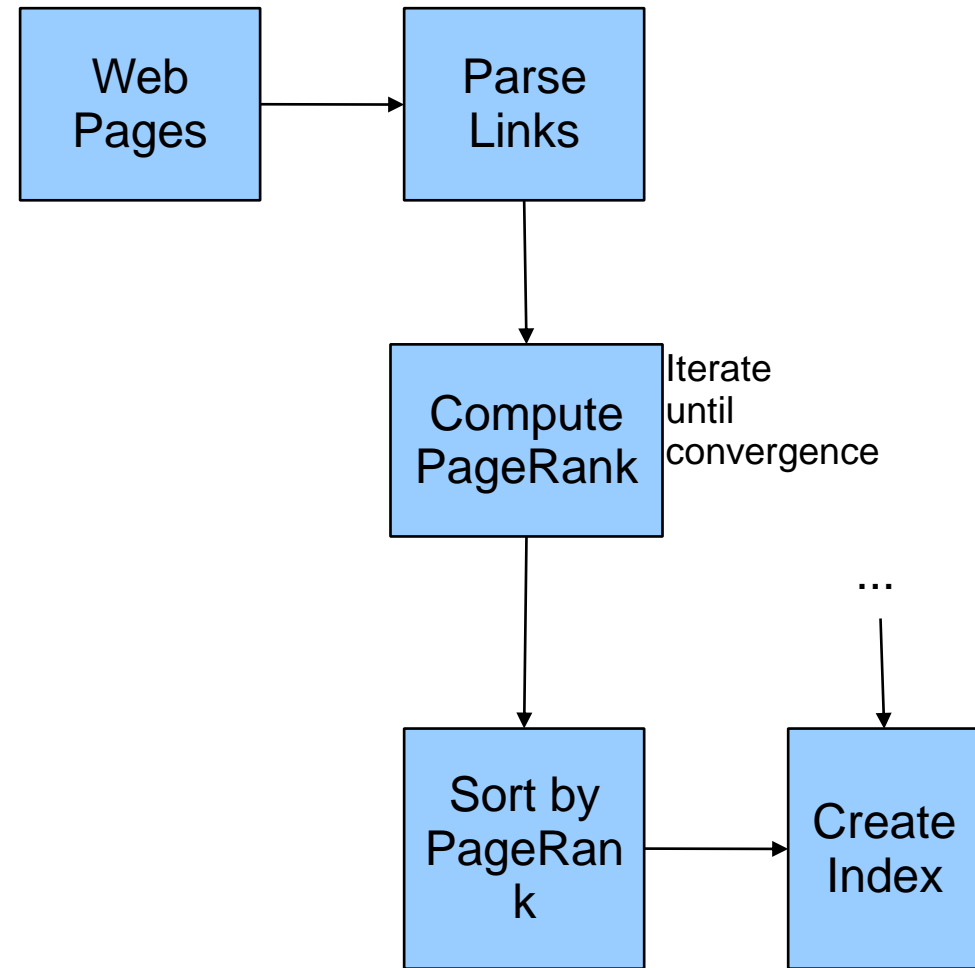 Web
Pages
Parse
Links
Compute
PageRank
Iterate
until
convergence
...
Sort by
PageRan
k
Create
Index